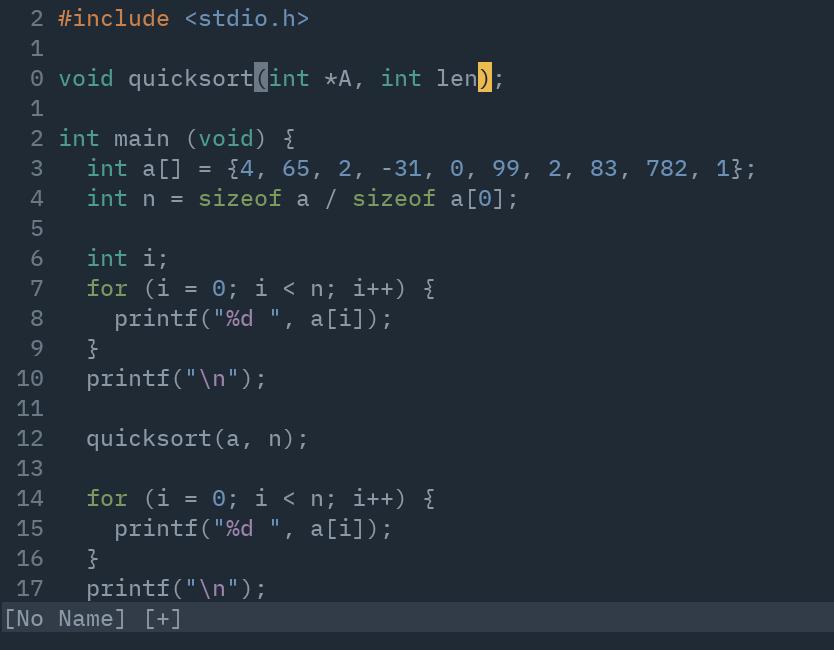 2 #include <stdio.h>
1
0 void quicksort(int *A, int len);
1
2 int main (void) {
3   int a[] = {4, 65, 2, -31, 0, 99, 2, 83, 782, 1};
4   int n = sizeof a / sizeof a[0];
5
6   int i;
7   for (i = 0; i < n; i++) {
8     printf("%d ", a[i]);
9   }
10   printf("\n");
11
12   quicksort(a, n);
13
14   for (i = 0; i < n; i++) {
15     printf("%d ", a[i]);
16   }
17   printf("\n");
[No Name] [+]